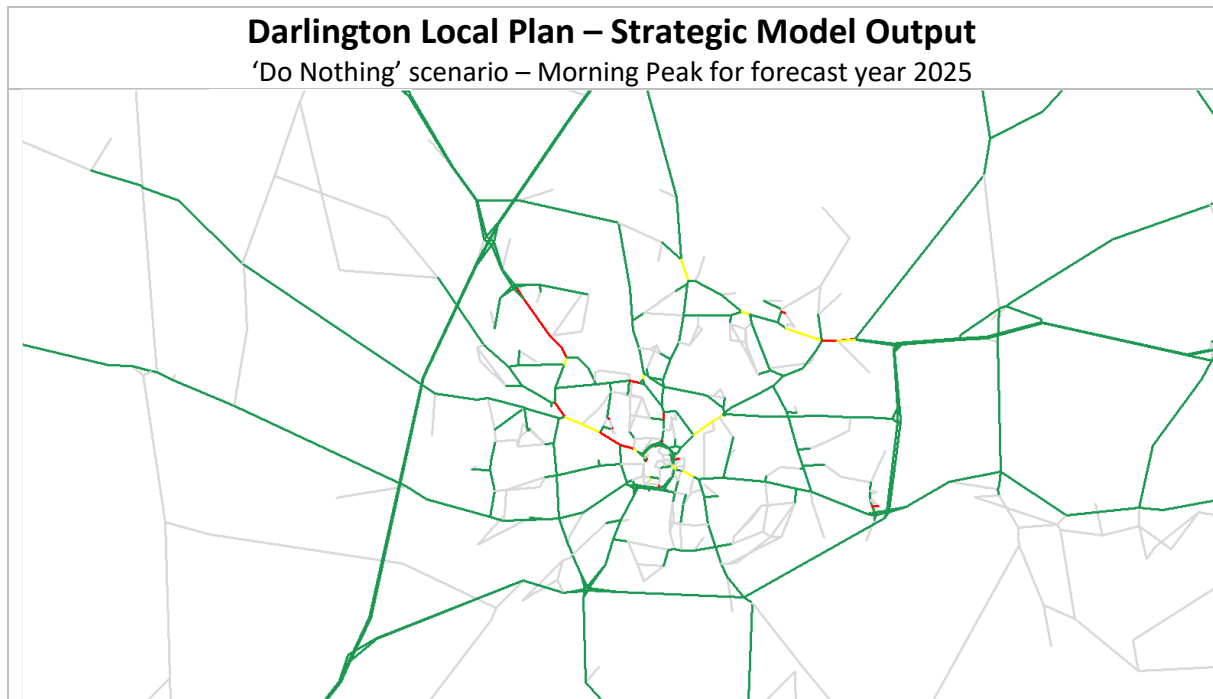 Darlington Local Plan – Strategic Model Output
‘Do Nothing’ scenario – Morning Peak for forecast year 2025